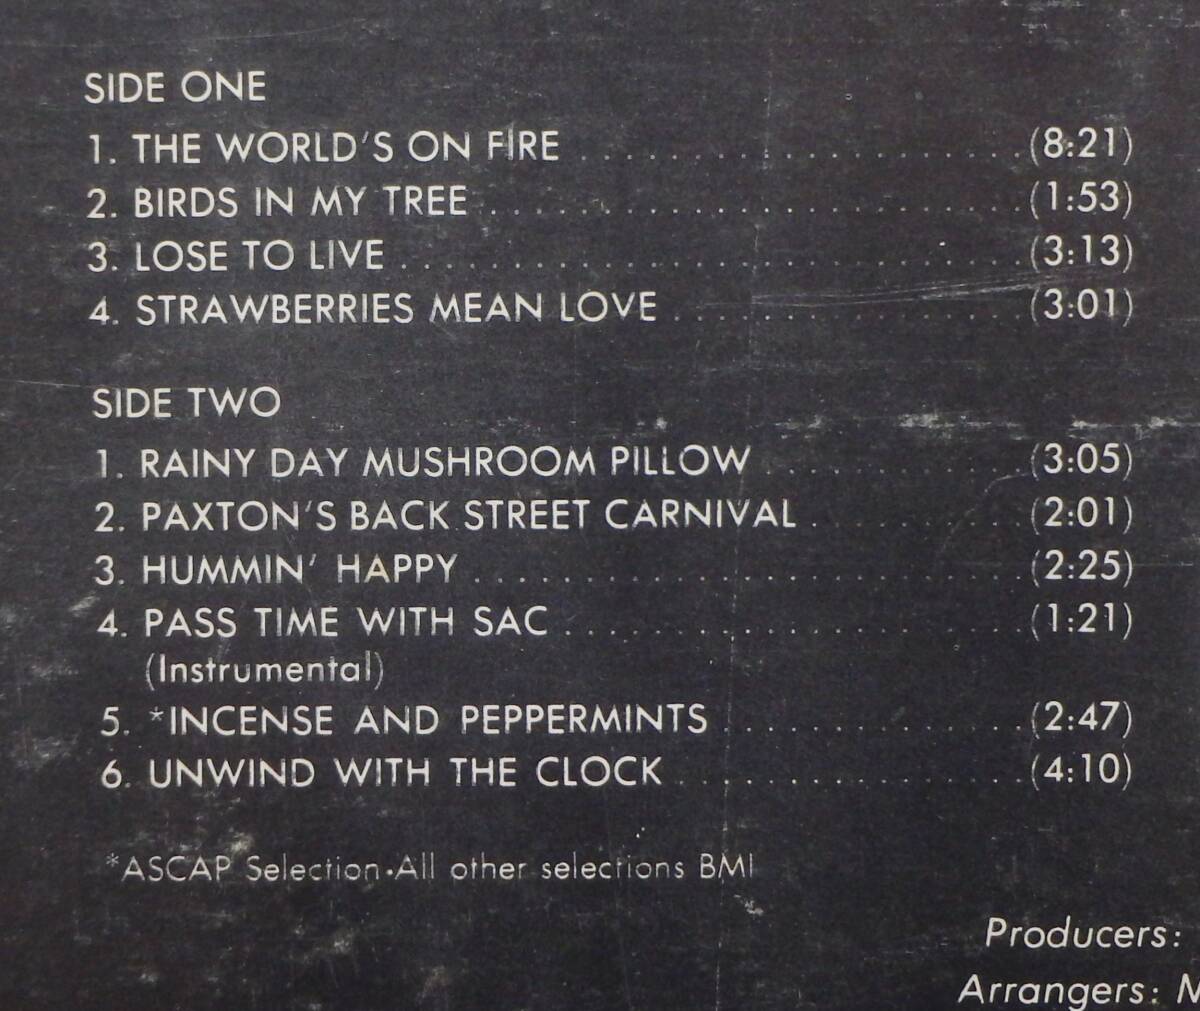 SIDE ONE
1. THE WORLD'S ON FIRE . . . . . . . . . . . . . . . . . . . . (8:21)
2. BIRDS IN MY TREE . . . . . . . . . . . . . . . . . . . . . . . . (1:53)
3. LOSE TO LIVE . . . . . . . . . . . . . . . . . . . . . . . . . . . . (3:13)
4. STRAWBERRIES MEAN LOVE . . . . . . . . . . . . . . . . (3:01)
SIDE TWO
1. RAINY DAY MUSHROOM PILLOW . . . . . . . . . . . (3:05)
2. PAXTON'S BACK STREET CARNIVAL . . . . . . . . . . (2:01)
3. HUMMIN' HAPPY . . . . . . . . . . . . . . . . . . . . . . . . . (2:25)
4. PASS TIME WITH SAC . . . . . . . . . . . . . . . . . . . . . (1:21)
(Instrumental)
5. *INCENSE AND PEPPERMINTS . . . . . . . . . . . . . . (2:47)
6. UNWIND WITH THE CLOCK . . . . . . . . . . . . . . . . (4:10)
*ASCAP Selection·All other selections BMI
Producers:
Arrangers: M